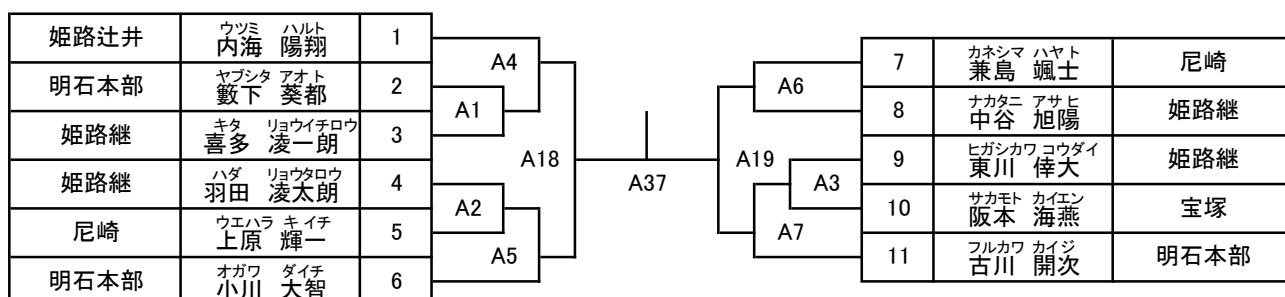 姫路辻井 ウツミ ハルト 内海 陽翔 1
明石本部 ヤブシタ アオト 籔下 葵都 2
姫路継 キタ リョウイチロウ 喜多 凌一朗 3
姫路継 ハダ リョウタロウ 羽田 凌太朗 4
尼崎 ウエハラ キイチ 上原 輝一 5
明石本部 オガワ ダイチ 小川 大智 6
A4
A1
A18
A2
A5
A37
A6
A19
A3
A7
7 カネシマ ハヤト 兼島 颯士 尼崎
8 ナカタニ アサヒ 中谷 旭陽 姫路継
9 ヒガシカワ コウダイ 東川 倖大 姫路継
10 サカモト カイエン 阪本 海燕 宝塚
11 フルカワ カイジ 古川 開次 明石本部